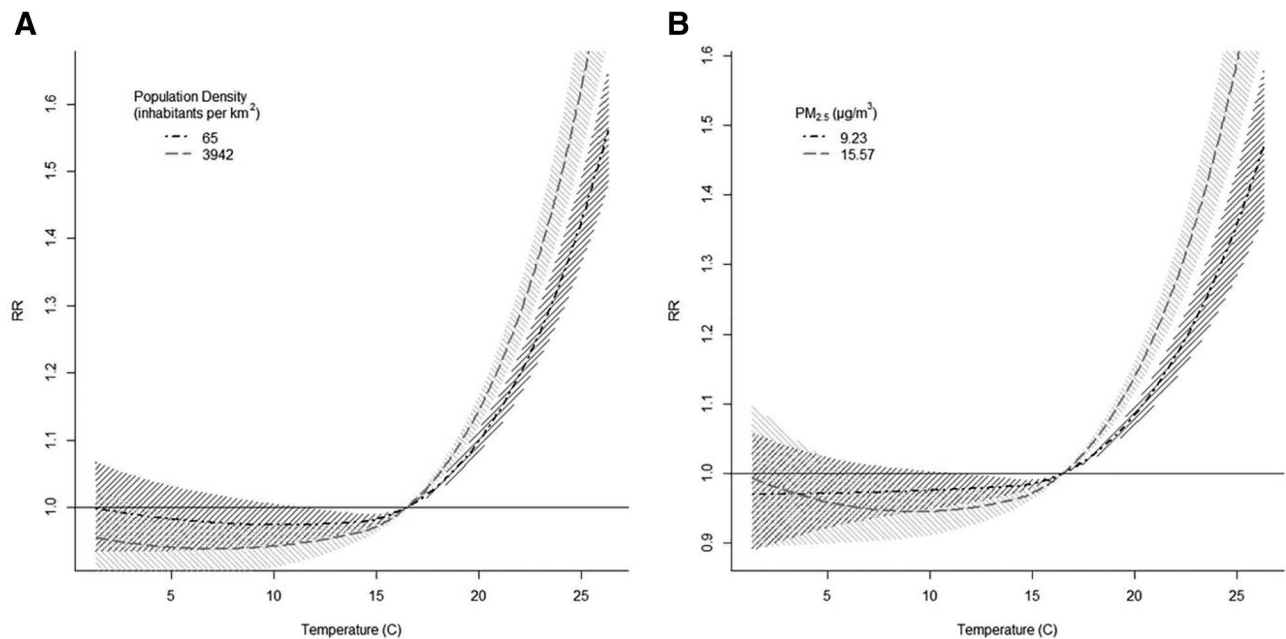 A
Population Density
(inhabitants per km²)
65
3942
RR
1.6
1.5
1.4
1.3
1.2
1.1
1.0
5 10 15 20 25
Temperature (C)
B
PM₂.₅ (µg/m³)
9.23
15.57
RR
1.6
1.5
1.4
1.3
1.2
1.1
1.0
0.9
5 10 15 20 25
Temperature (C)